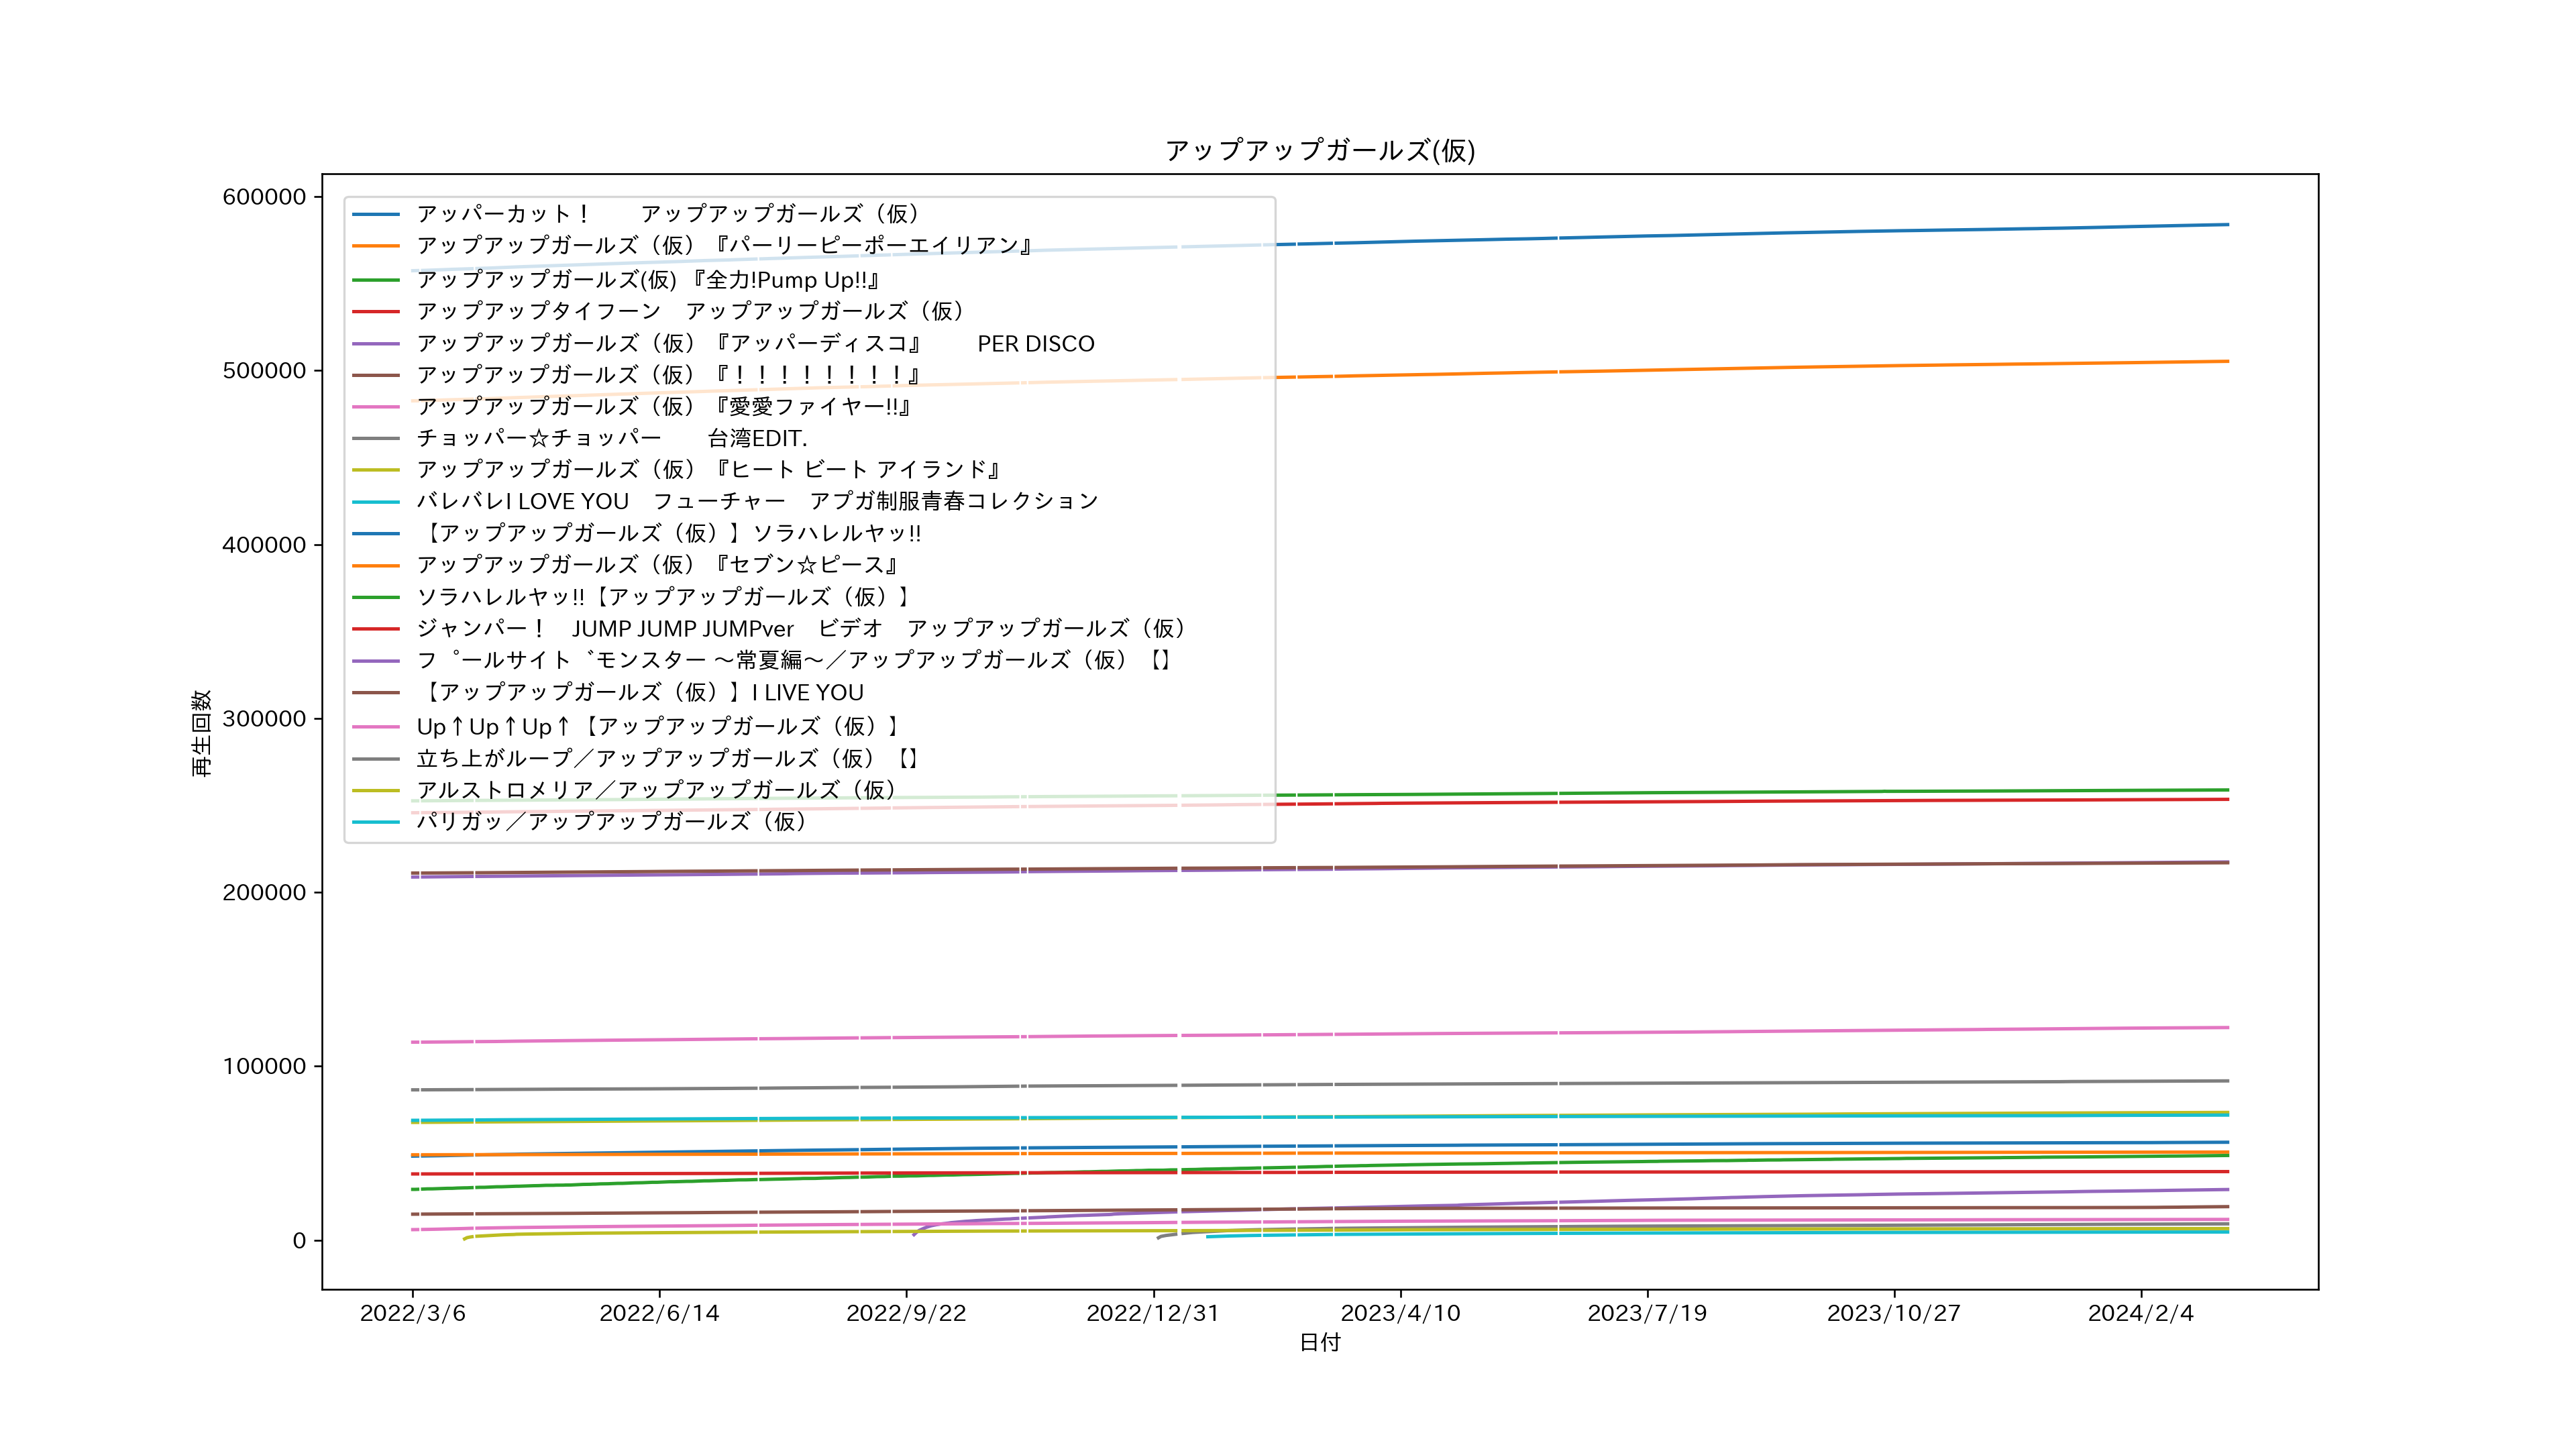 アップアップガールズ(仮)
600000
500000
400000
300000
200000
100000
0
再生回数
アッパーカット！　　アップアップガールズ（仮）
アップアップガールズ（仮）『パーリーピーポーエイリアン』
アップアップガールズ(仮) 『全力!Pump Up!!』
アップアップタイフーン　アップアップガールズ（仮）
アップアップガールズ（仮）『アッパーディスコ』　　PER DISCO
アップアップガールズ（仮）『！！！！！！！！』
アップアップガールズ（仮）『愛愛ファイヤー!!』
チョッパー☆チョッパー　　台湾EDIT.
アップアップガールズ（仮）『ヒート ビート アイランド』
バレバレI LOVE YOU　フューチャー　アプガ制服青春コレクション
【アップアップガールズ（仮）】ソラハレルヤッ!!
アップアップガールズ（仮）『セブン☆ピース』
ソラハレルヤッ!!【アップアップガールズ（仮）】
ジャンパー！　JUMP JUMP JUMPver　ビデオ　アップアップガールズ（仮）
フ゜ールサイト゛モンスター 〜常夏編〜／アップアップガールズ（仮）【】
【アップアップガールズ（仮）】I LIVE YOU
Up↑Up↑Up↑【アップアップガールズ（仮）】
立ち上がループ／アップアップガールズ（仮）【】
アルストロメリア／アップアップガールズ（仮）
パリガッ／アップアップガールズ（仮）
2022/3/6 2022/6/14 2022/9/22 2022/12/31 2023/4/10 2023/7/19 2023/10/27 2024/2/4
日付